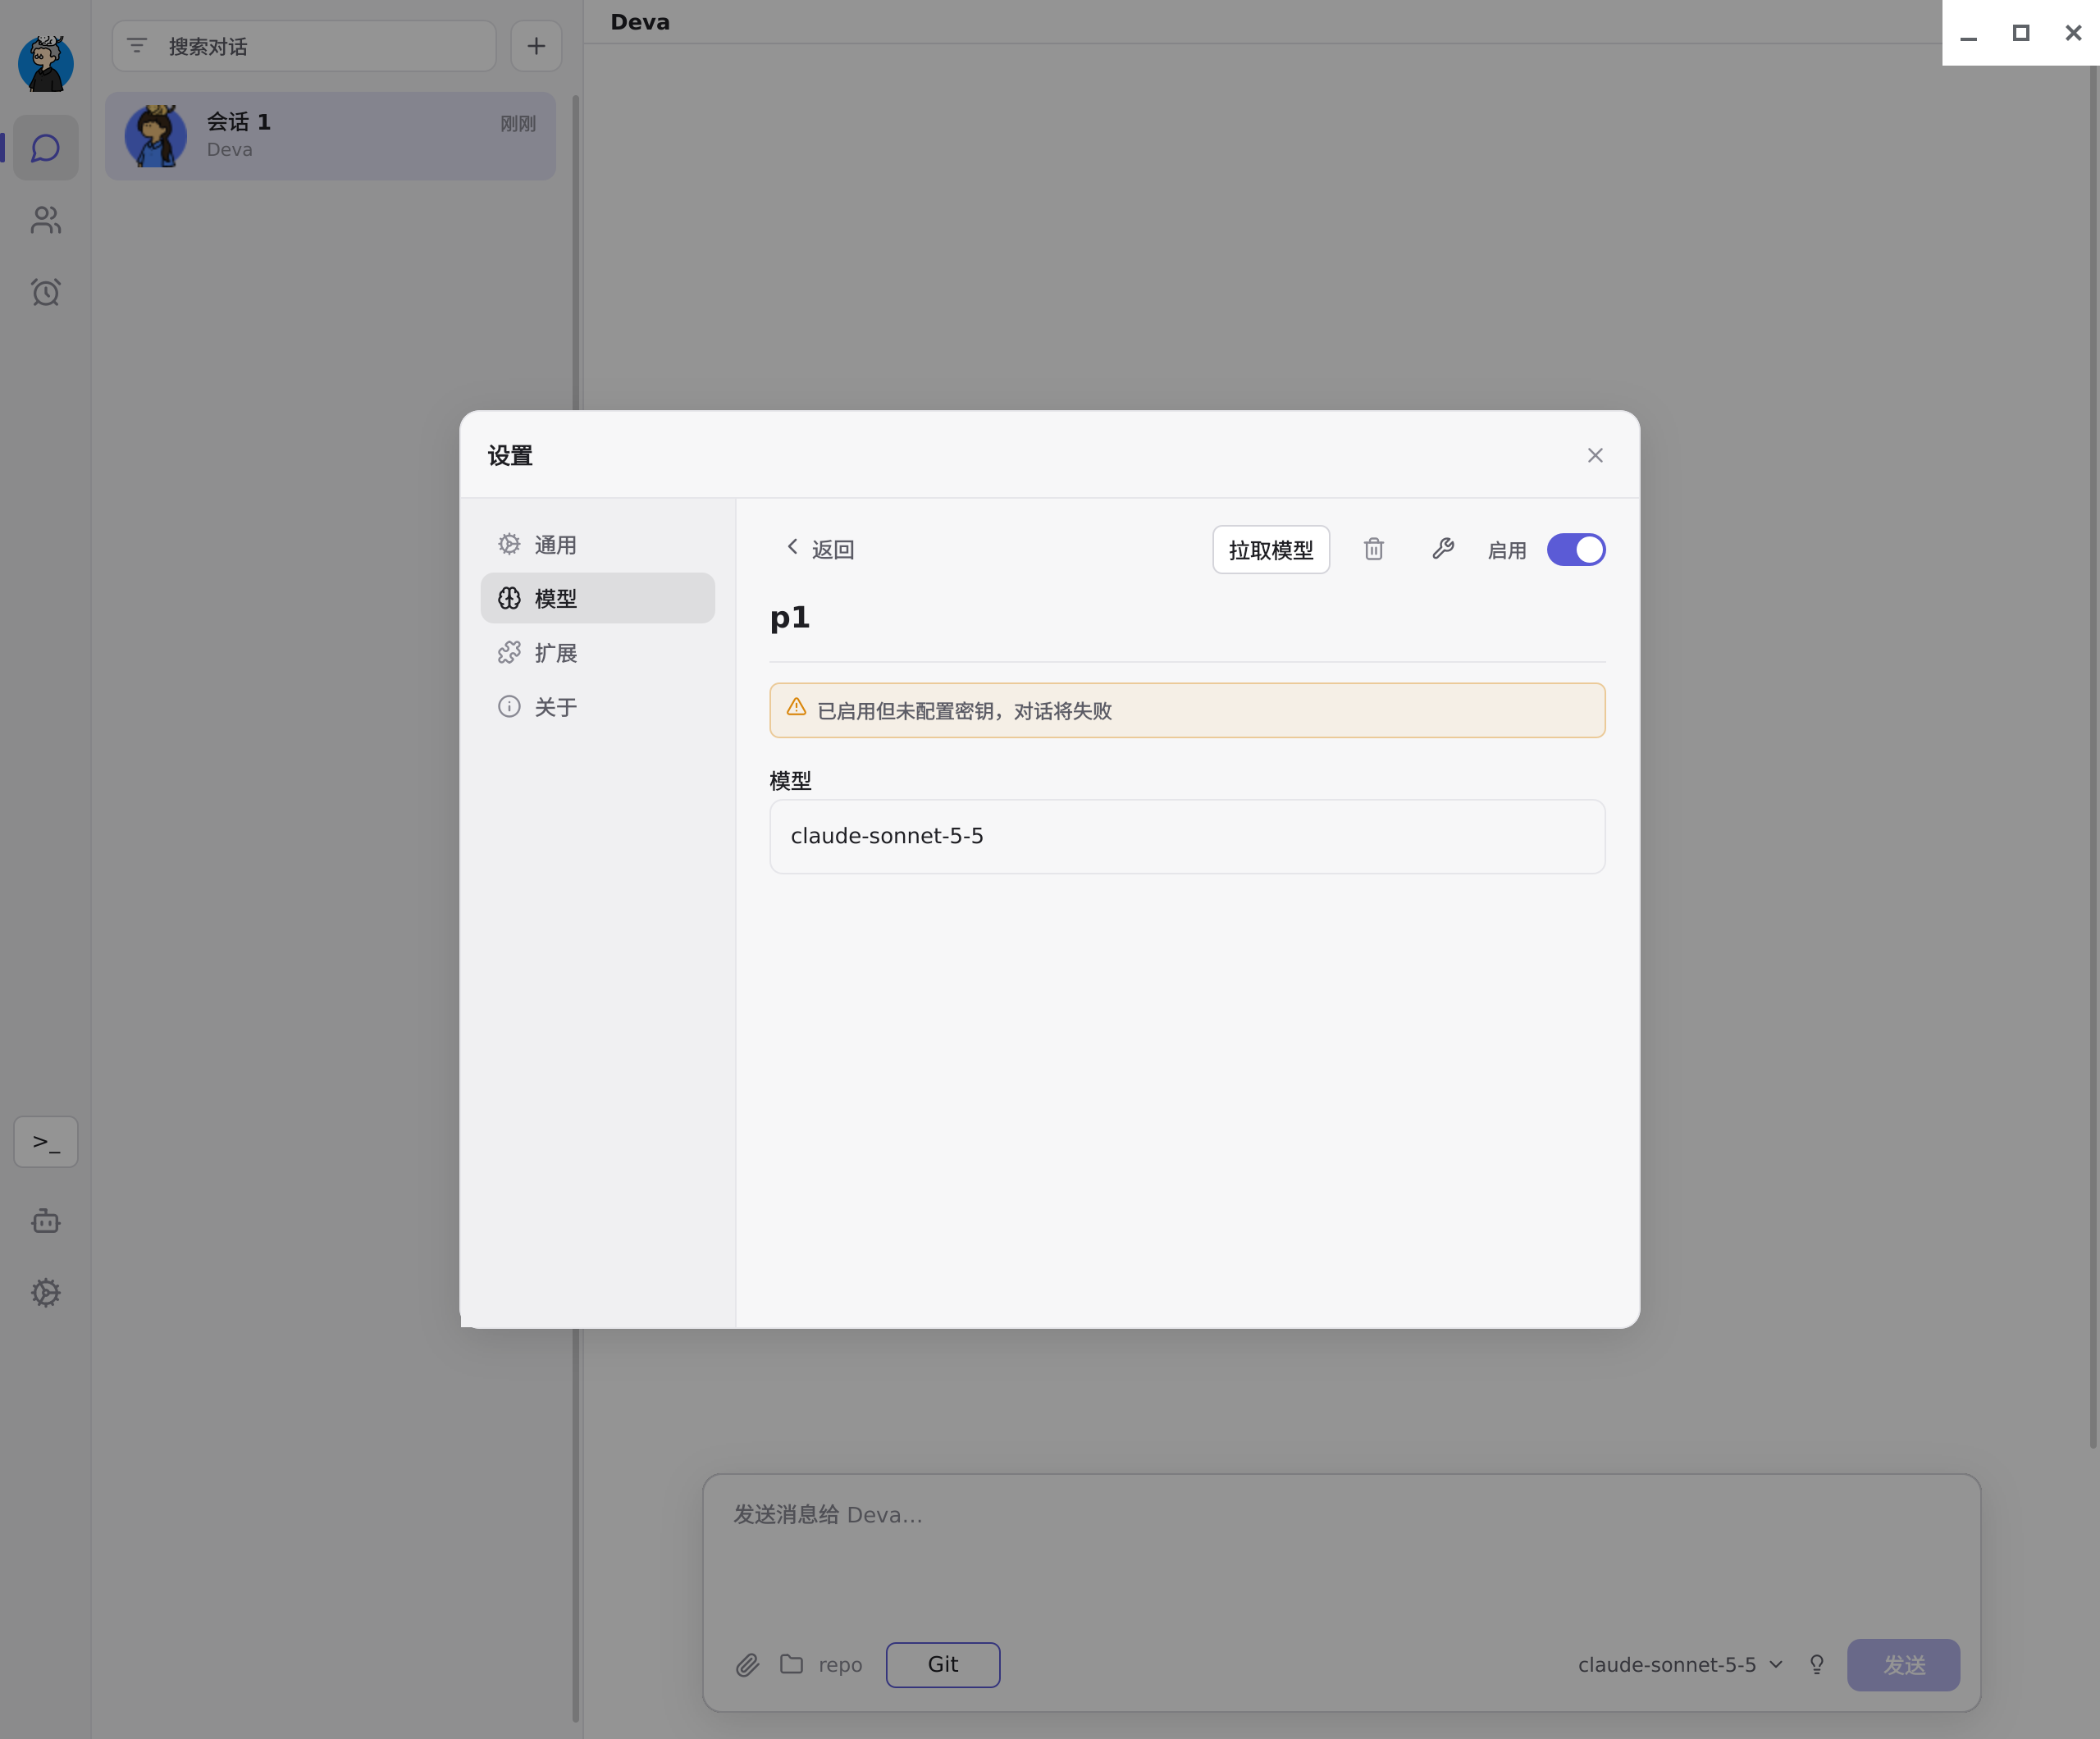 搜索对话
会话 1
刚刚
Deva
Deva
设置
通用
模型
扩展
关于
返回
拉取模型
启用
p1
已启用但未配置密钥，对话将失败
模型
claude-sonnet-5-5
>_
发送消息给 Deva...
repo
Git
claude-sonnet-5-5
发送